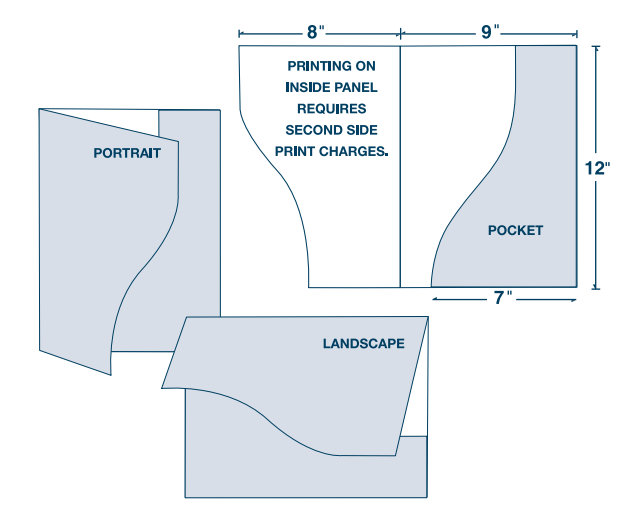 8"
9"
PRINTING ON
INSIDE PANEL
REQUIRES
SECOND SIDE
PRINT CHARGES.
PORTRAIT
12"
POCKET
7"
LANDSCAPE